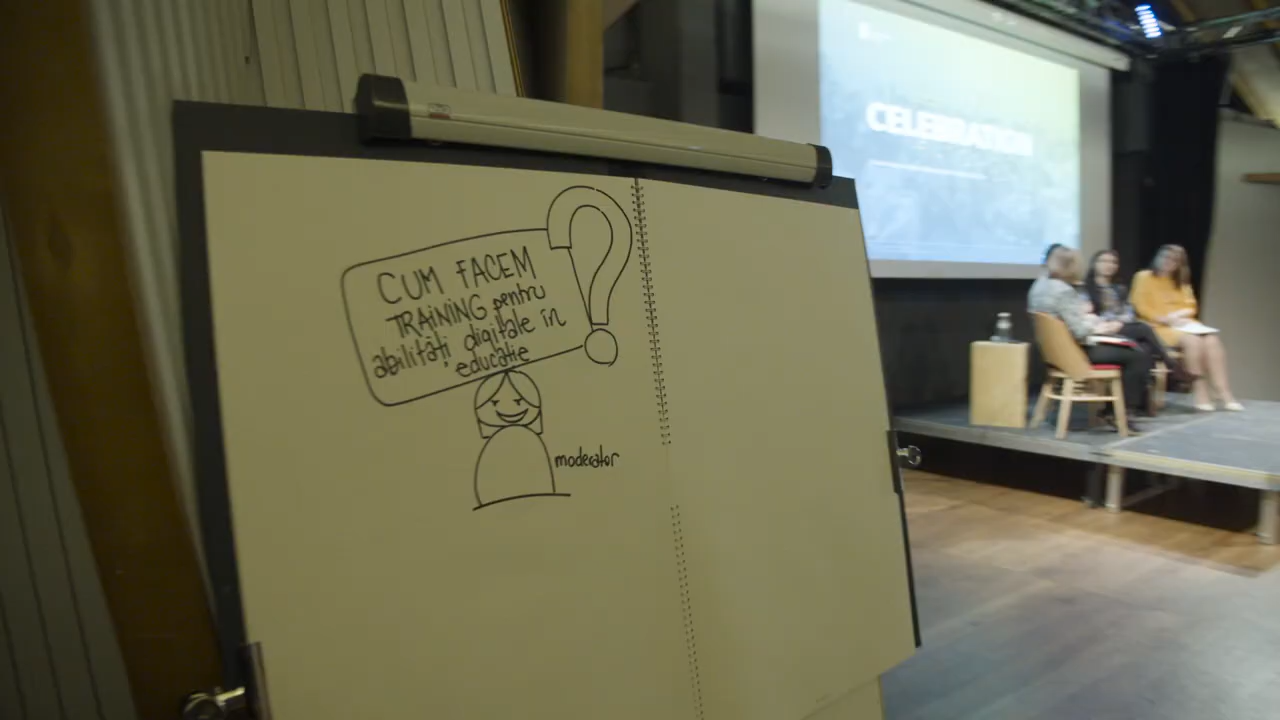 CUM FACEM
TRAINING pentru
abilități digitale în
educație
?
moderator
CELEBRATION